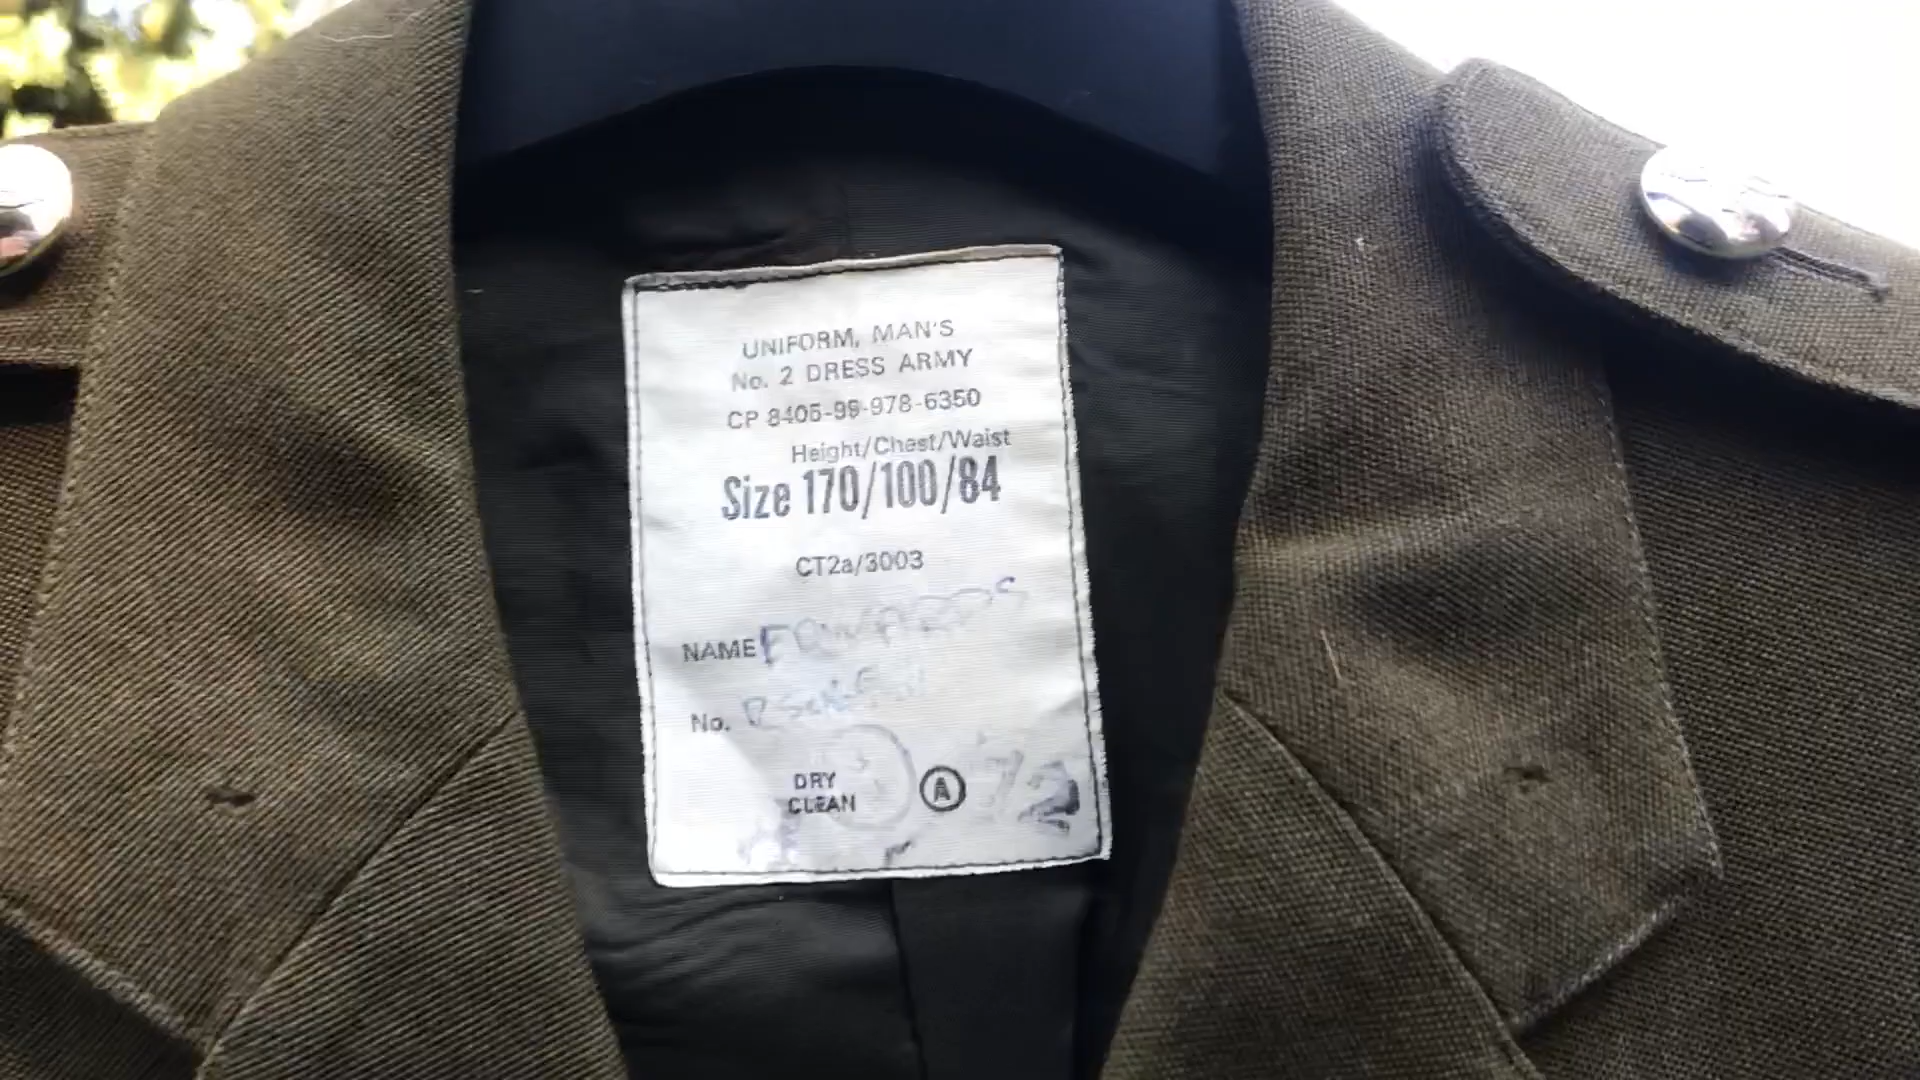 UNIFORM, MAN'S
No. 2 DRESS ARMY
CP 8405-99-978-6350
Height/Chest/Waist
Size 170/100/84
CT2a/3003
NAME EDWARDS
No.
DRY
CLEAN
A